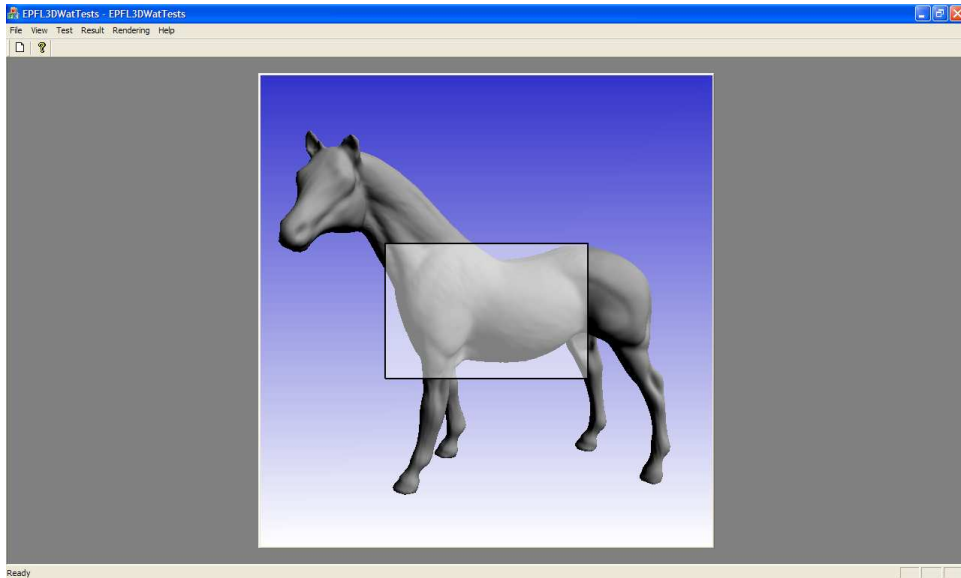 EPFL3DWatTests - EPFL3DWatTests
File View Test Result Rendering Help
Ready